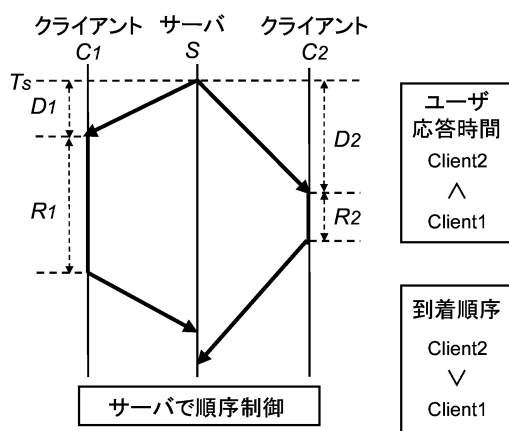 クライアント サーバ クライアント
C1 S C2
Ts
D1
D2
R1
R2
サーバで順序制御
ユーザ
応答時間
Client2
∧
Client1
到着順序
Client2
∨
Client1